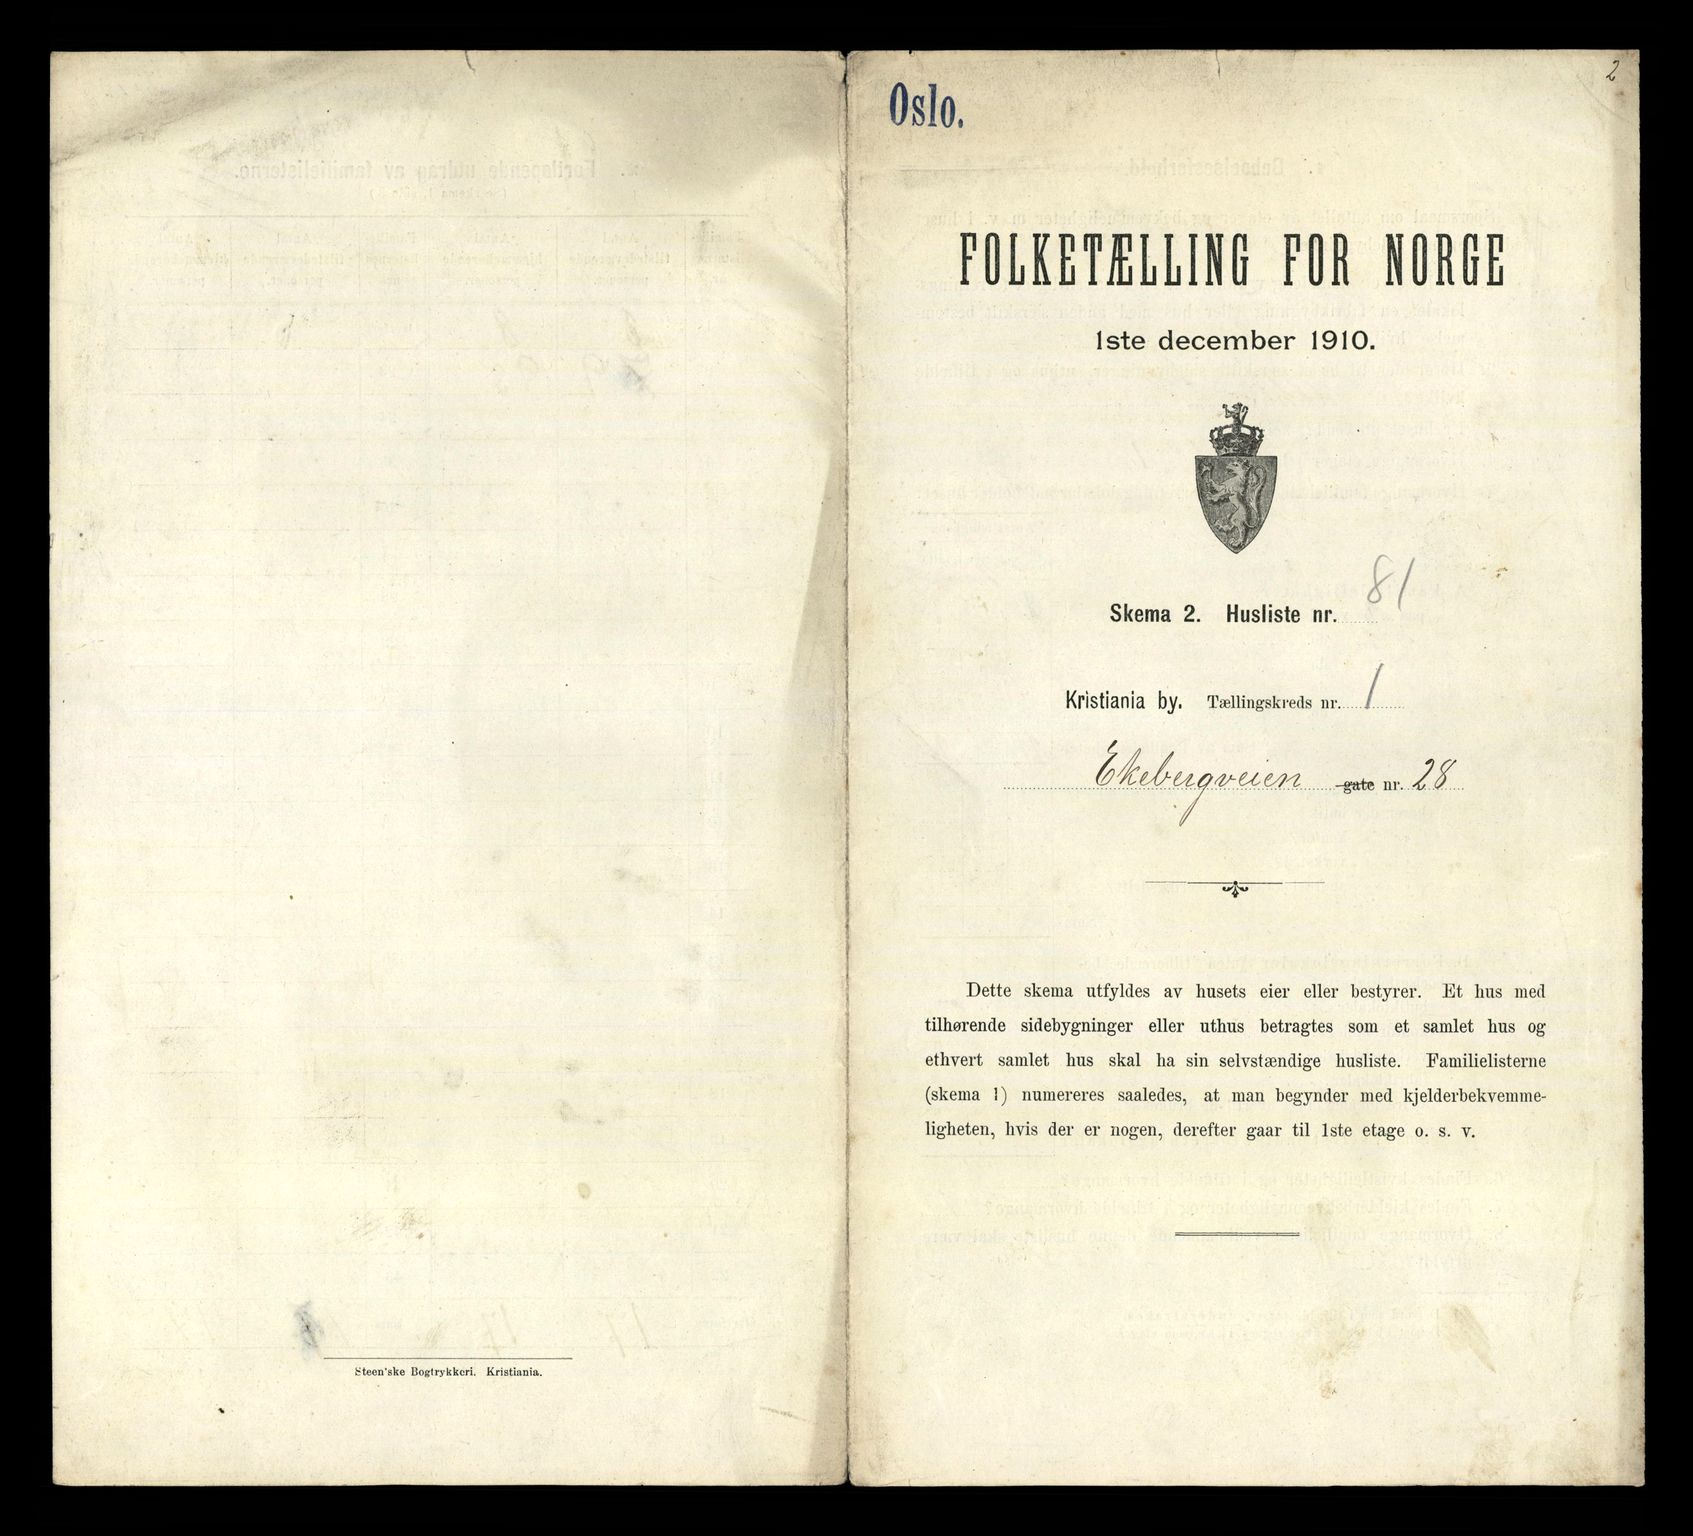 Steen'ske Bogtrykkeri. Kristiania.
2
Oslo.
FOLKETÆLLING FOR NORGE
1ste december 1910.
Skema 2. Husliste nr. 81
Kristiania by. Tællingskreds nr. 1
Ekebergveien gate nr. 28
Dette skema utfyldes av husets eier eller bestyrer. Et hus med
tilhørende sidebygninger eller uthus betragtes som et samlet hus og
ethvert samlet hus skal ha sin selvstændige husliste. Familielisterne
(skema 1) numereres saaledes, at man begynder med kjelderbekvemme-
ligheten, hvis der er nogen, derefter gaar til 1ste etage o. s. v.